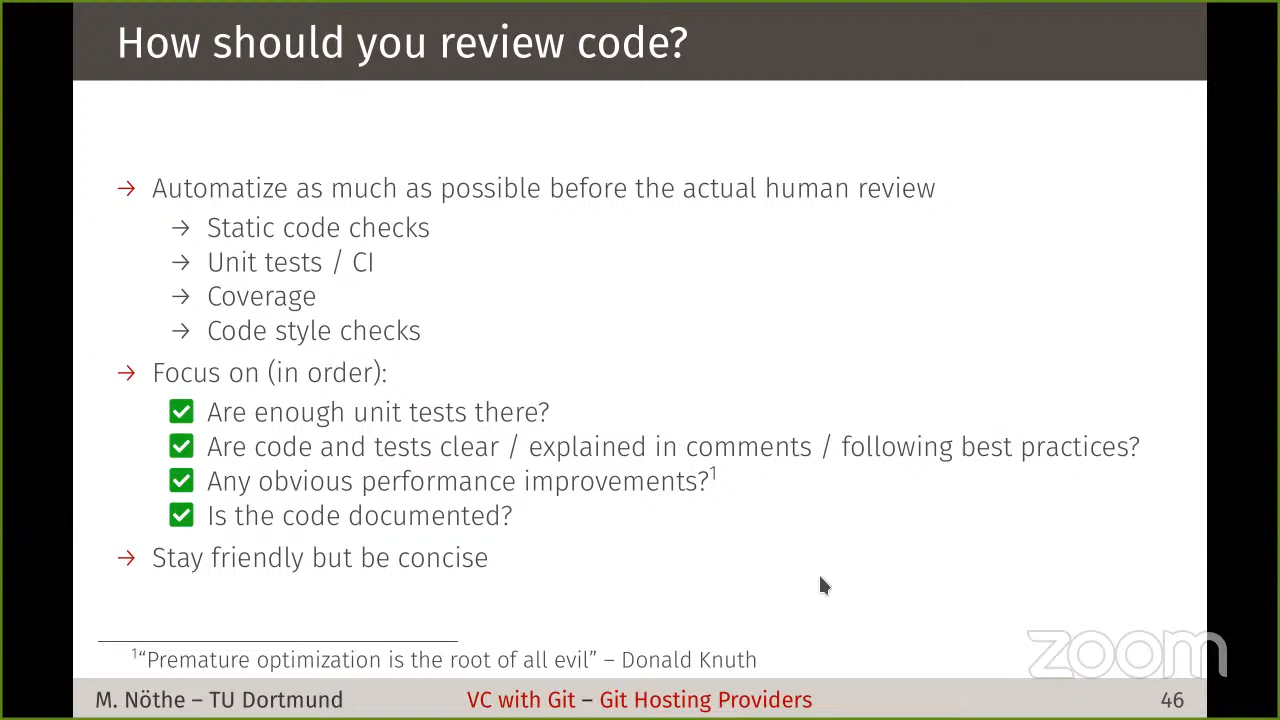 How should you review code?
→ Automatize as much as possible before the actual human review
→ Static code checks
→ Unit tests / CI
→ Coverage
→ Code style checks
→ Focus on (in order):
✅ Are enough unit tests there?
✅ Are code and tests clear / explained in comments / following best practices?
✅ Any obvious performance improvements?¹
✅ Is the code documented?
→ Stay friendly but be concise
¹“Premature optimization is the root of all evil” – Donald Knuth
zoom
M. Nöthe – TU Dortmund VC with Git – Git Hosting Providers 46